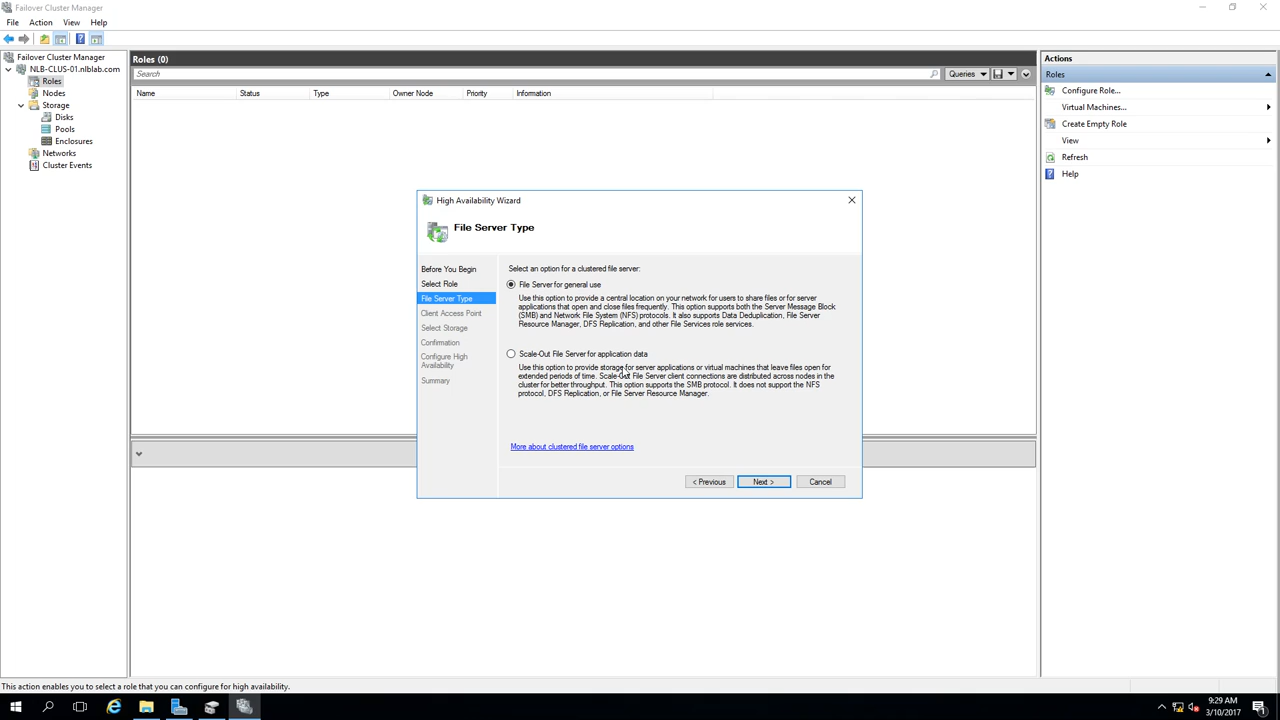 Failover Cluster Manager
File Action View Help
Failover Cluster Manager
NLB-CLUS-01.nlblab.com
Roles
Nodes
Storage
Disks
Pools
Enclosures
Networks
Cluster Events
Roles (0)
Search
Queries
Name Status Type Owner Node Priority Information
High Availability Wizard
File Server Type
Before You Begin
Select Role
File Server Type
Client Access Point
Select Storage
Confirmation
Configure High
Availability
Summary
Select an option for a clustered file server:
File Server for general use
Use this option to provide a central location on your network for users to share files or for server
applications that open and close files frequently. This option supports both the Server Message Block
(SMB) and Network File System (NFS) protocols. It also supports Data Deduplication, File Server
Resource Manager, DFS Replication, and other File Services role services.
Scale-Out File Server for application data
Use this option to provide storage for server applications or virtual machines that leave files open for
extended periods of time. Scale-Out File Server client connections are distributed across nodes in the
cluster for better throughput. This option supports the SMB protocol. It does not support the NFS
protocol, DFS Replication, or File Server Resource Manager.
More about clustered file server options
< Previous Next > Cancel
Actions
Roles
Configure Role...
Virtual Machines...
Create Empty Role
View
Refresh
Help
This action enables you to select a role that you can configure for high availability.
9:29 AM
3/10/2017